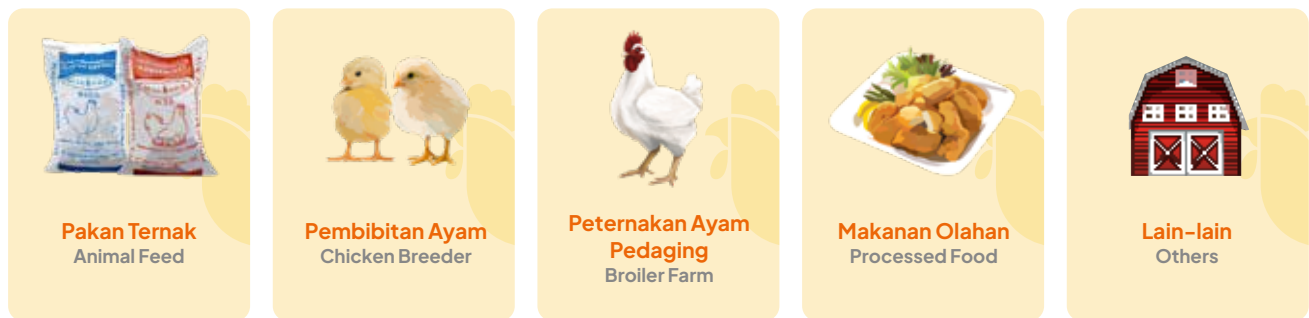 Pakan Ternak
Animal Feed
Pembibitan Ayam
Chicken Breeder
Peternakan Ayam
Pedaging
Broiler Farm
Makanan Olahan
Processed Food
Lain-lain
Others